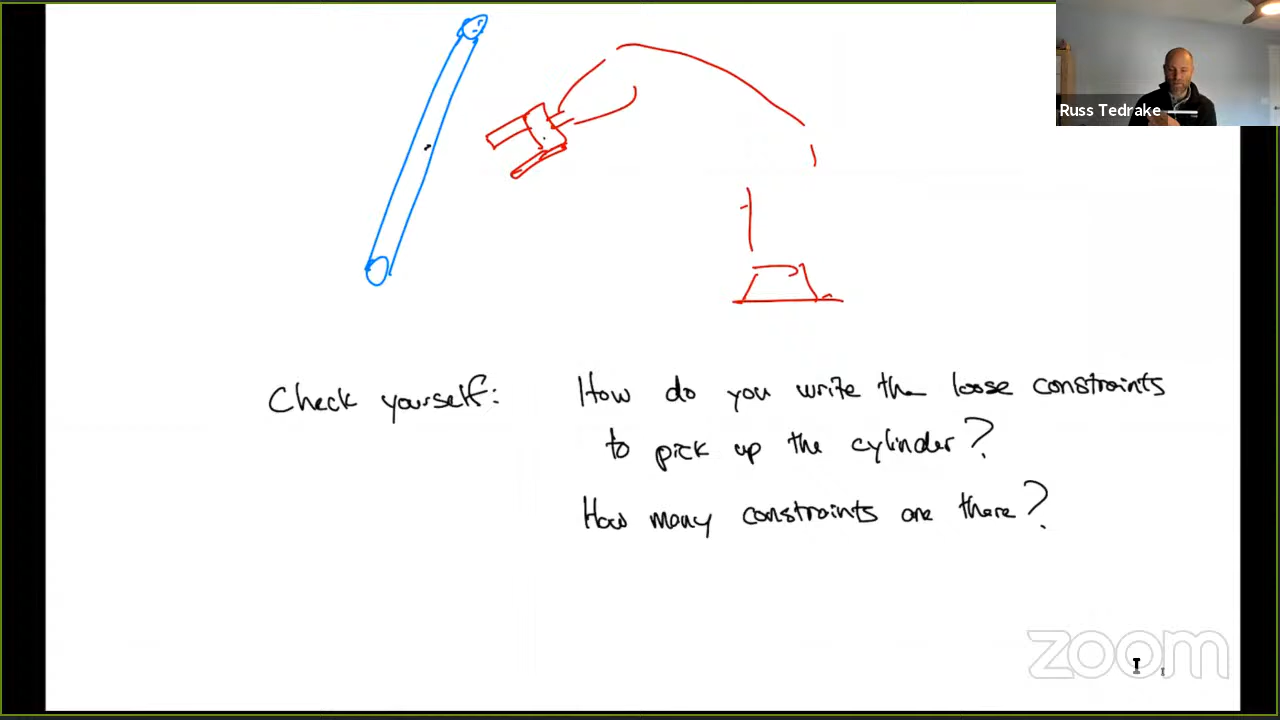 Russ Tedrake
Check yourself: How do you write the loose constraints
to pick up the cylinder?
How many constraints are there?
zoom